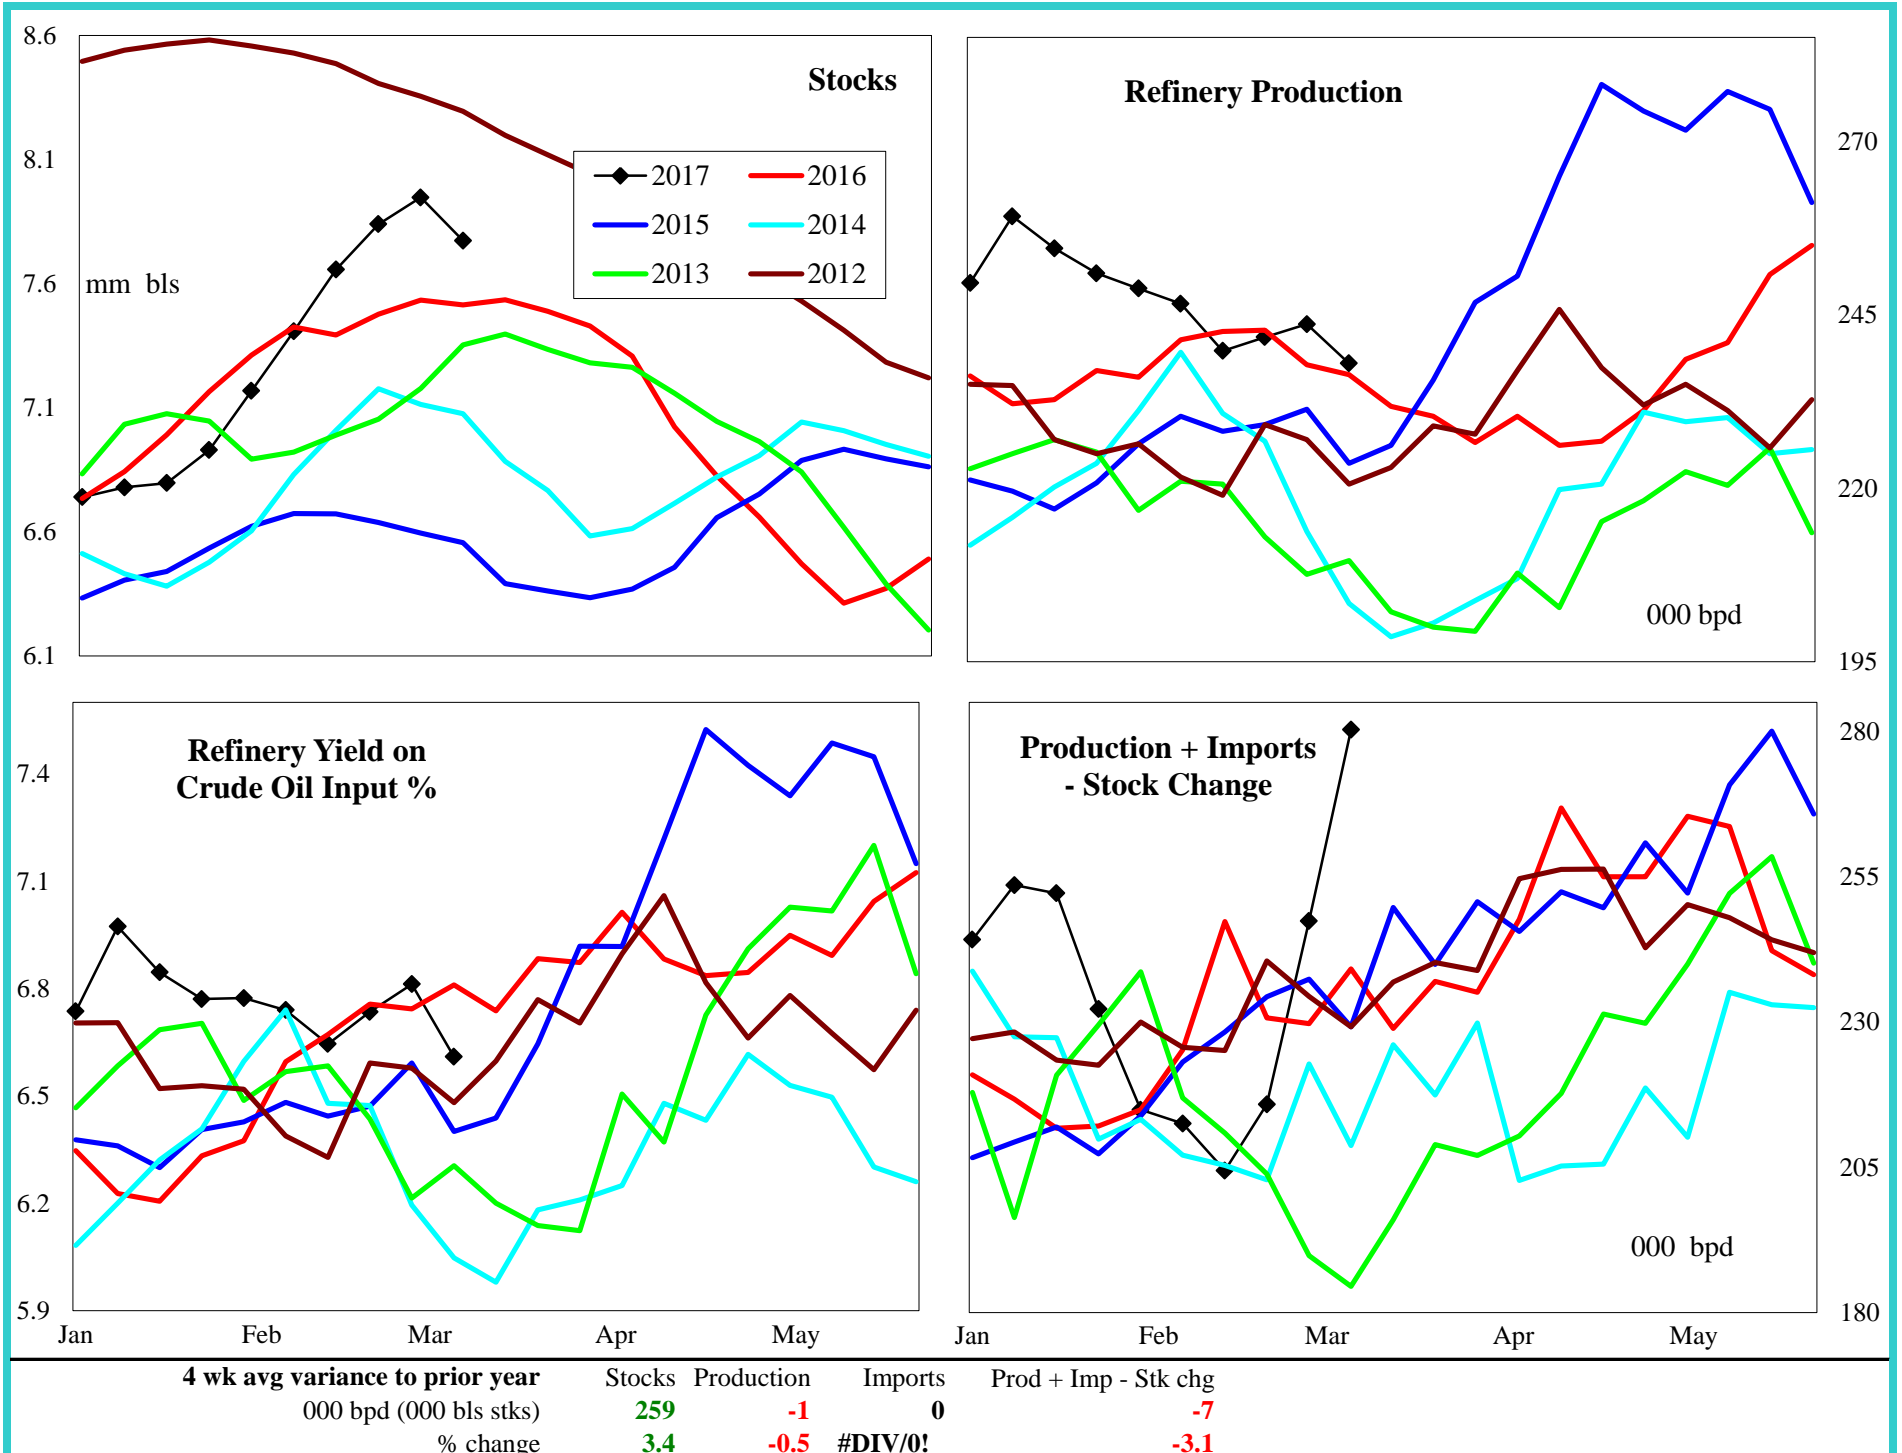 8.6
8.1
7.6
7.1
6.6
6.1
Stocks
mm bls
2017 2016
2015 2014
2013 2012
Refinery Production
270
245
220
195
000 bpd
Refinery Yield on
Crude Oil Input %
7.4
7.1
6.8
6.5
6.2
5.9
Jan Feb Mar Apr May
Production + Imports
- Stock Change
280
255
230
205
180
000 bpd
Jan Feb Mar Apr May
4 wk avg variance to prior year Stocks Production Imports Prod + Imp - Stk chg
000 bpd (000 bls stks) 259 -1 0 -7
% change 3.4 -0.5 #DIV/0! -3.1